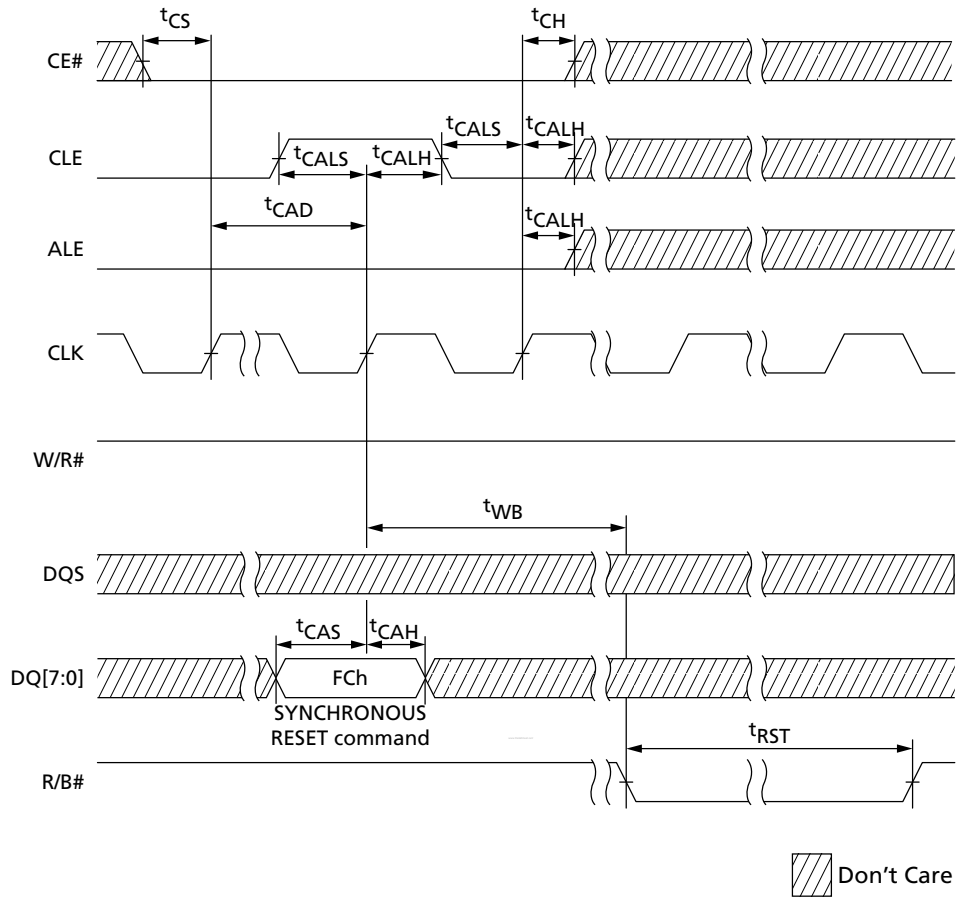 tCS
tCH
CE#
tCALS
tCALH
CLE
tCALS
tCALH
tCAD
tCALH
ALE
CLK
W/R#
tWB
DQS
tCAS
tCAH
DQ[7:0]
FCh
SYNCHRONOUS
RESET command
tRST
R/B#
Don't Care